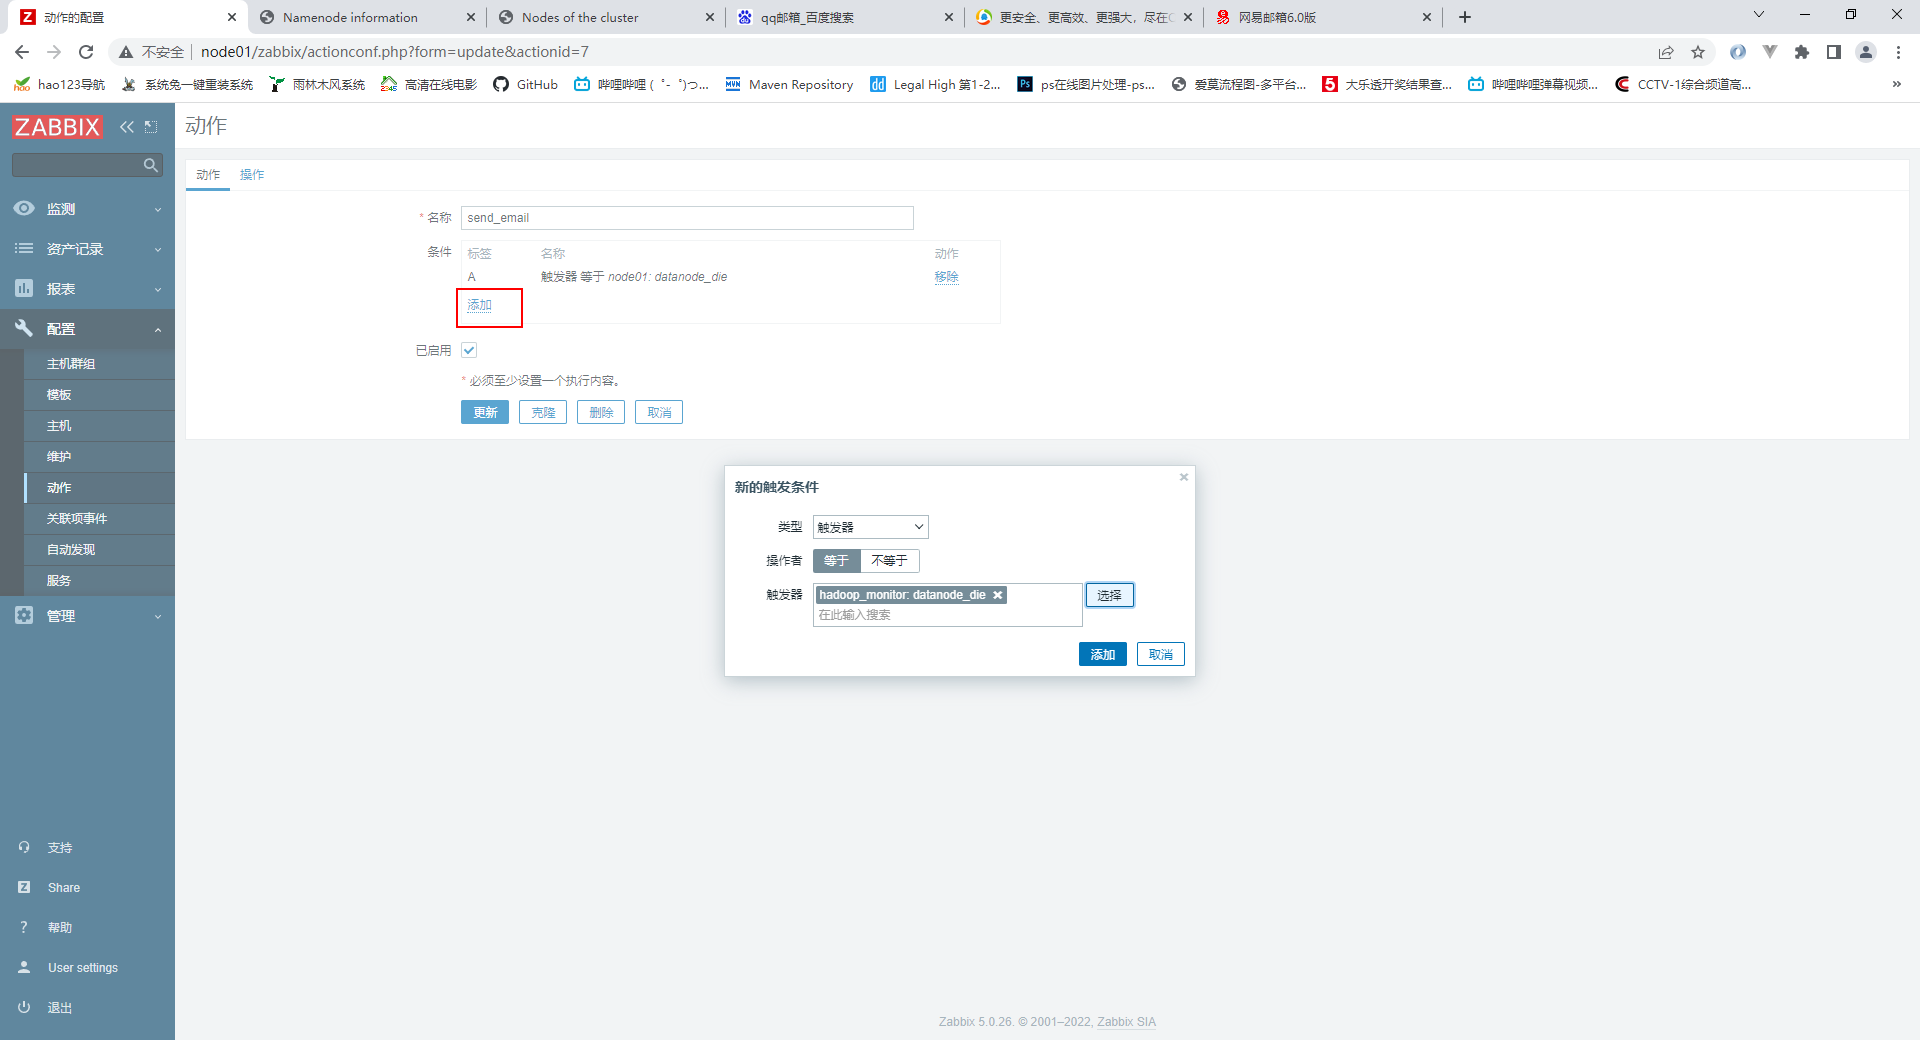 动作的配置
Namenode information
Nodes of the cluster
qq邮箱_百度搜索
更安全、更高效、更强大，尽在
网易邮箱6.0版
不安全
node01/zabbix/actionconf.php?form=update&actionid=7
hao123导航
系统兔一键重装系统
雨林木风系统
高清在线电影
GitHub
哔哩哔哩 ( ゜- ゜)つ...
Maven Repository
Legal High 第1-2...
ps在线图片处理-ps...
爱莫流程图-多平台...
大乐透开奖结果查...
哔哩哔哩弹幕视频...
CCTV-1综合频道高...
ZABBIX
动作
监测
资产记录
报表
配置
主机群组
模板
主机
维护
动作
关联项事件
自动发现
服务
管理
支持
Share
帮助
User settings
退出
动作 操作
* 名称 send_email
条件 标签 名称 动作
A 触发器 等于 node01: datanode_die 移除
添加
已启用
* 必须至少设置一个执行内容。
更新 克隆 删除 取消
新的触发条件
类型 触发器
操作者 等于 不等于
触发器 hadoop_monitor: datanode_die 选择
在此输入搜索
添加 取消
Zabbix 5.0.26. © 2001–2022, Zabbix SIA